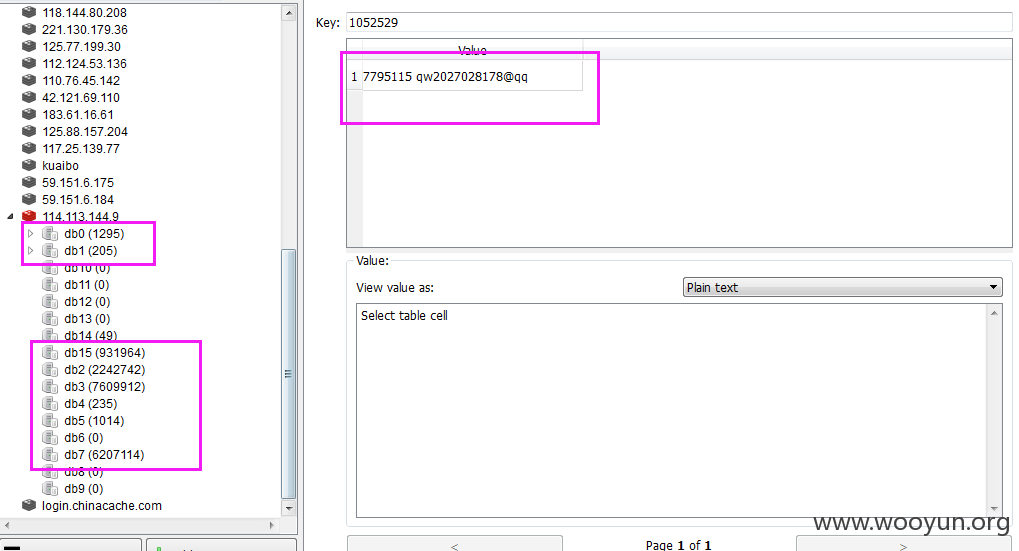 118.144.80.208
221.130.179.36
125.77.199.30
112.124.53.136
110.76.45.142
42.121.69.110
183.61.16.61
125.88.157.204
117.25.139.77
kuaibo
59.151.6.175
59.151.6.184
114.113.144.9
db0 (1295)
db1 (205)
db10 (0)
db11 (0)
db12 (0)
db13 (0)
db14 (49)
db15 (931964)
db2 (2242742)
db3 (7609912)
db4 (235)
db5 (1014)
db6 (0)
db7 (6207114)
db8 (0)
db9 (0)
login.chinacache.com
Key: 1052529
Value
1 7795115 qw2027028178@qq
Value:
View value as: Plain text
Select table cell
< Page 1 of 1 >
www.wooyun.org